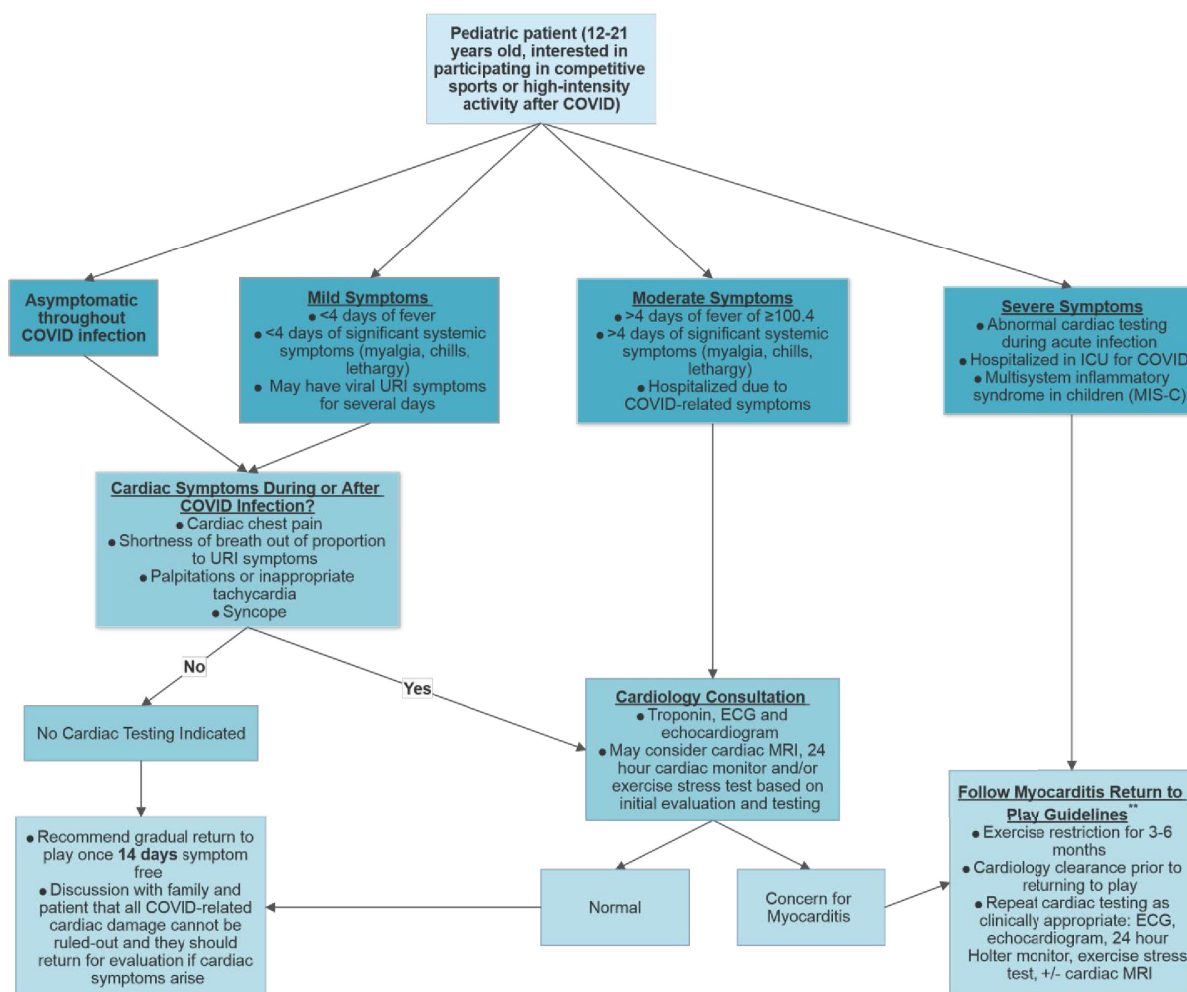 Pediatric patient (12-21
years old, interested in
participating in competitive
sports or high-intensity
activity after COVID)
Asymptomatic
throughout
COVID infection
Mild Symptoms
● <4 days of fever
● <4 days of significant systemic
symptoms (myalgia, chills,
lethargy)
● May have viral URI symptoms
for several days
Moderate Symptoms
● >4 days of fever of ≥100.4
● >4 days of significant systemic
symptoms (myalgia, chills,
lethargy)
● Hospitalized due to
COVID-related symptoms
Severe Symptoms
● Abnormal cardiac testing
during acute infection
● Hospitalized in ICU for COVID
● Multisystem inflammatory
syndrome in children (MIS-C)
Cardiac Symptoms During or After
COVID Infection?
● Cardiac chest pain
● Shortness of breath out of proportion
to URI symptoms
● Palpitations or inappropriate
tachycardia
● Syncope
No
Yes
No Cardiac Testing Indicated
Cardiology Consultation
● Troponin, ECG and
echocardiogram
● May consider cardiac MRI, 24
hour cardiac monitor and/or
exercise stress test based on
initial evaluation and testing
● Recommend gradual return to
play once 14 days symptom
free
● Discussion with family and
patient that all COVID-related
cardiac damage cannot be
ruled-out and they should
return for evaluation if cardiac
symptoms arise
Normal
Concern for
Myocarditis
Follow Myocarditis Return to
Play Guidelines**
● Exercise restriction for 3-6
months
● Cardiology clearance prior to
returning to play
● Repeat cardiac testing as
clinically appropriate: ECG,
echocardiogram, 24 hour
Holter monitor, exercise stress
test, +/- cardiac MRI